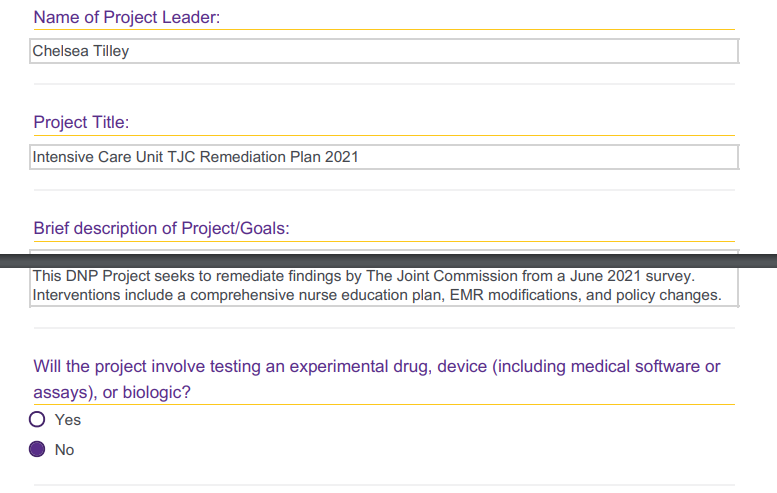 Name of Project Leader:
Chelsea Tilley
Project Title:
Intensive Care Unit TJC Remediation Plan 2021
Brief description of Project/Goals:
This DNP Project seeks to remediate findings by The Joint Commission from a June 2021 survey.
Interventions include a comprehensive nurse education plan, EMR modifications, and policy changes.
Will the project involve testing an experimental drug, device (including medical software or
assays), or biologic?
Yes
No